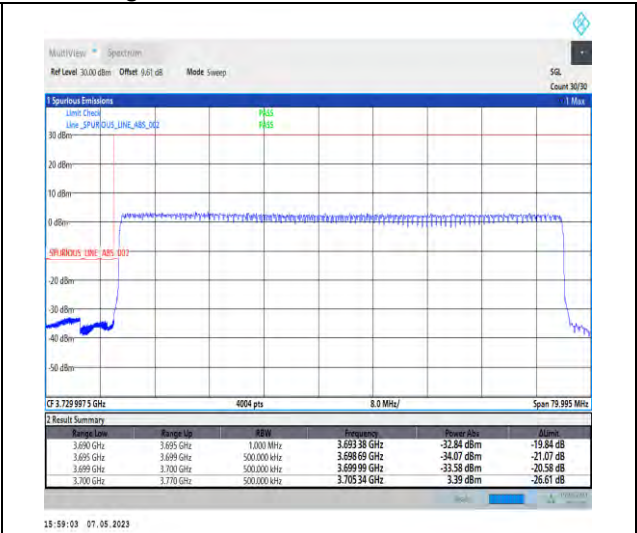 MultiView Spectrum
Ref Level 30.00 dBm Offset 9.61 dB Mode Sweep SGL
Count 30/30
1 Spurious Emissions 1 Max
Limit Check PASS
Line _SPURIOUS_LINE_ABS_002 PASS
30 dBm
20 dBm
10 dBm
0 dBm
_SPURIOUS_LINE_ABS_002
-20 dBm
-30 dBm
-40 dBm
-50 dBm
CF 3.729 997 5 GHz 4004 pts 8.0 MHz/ Span 79.995 MHz
2 Result Summary
Range Low Range Up RBW Frequency Power Abs ΔLimit
3.690 GHz 3.695 GHz 1.000 MHz 3.693 38 GHz -32.84 dBm -19.84 dB
3.695 GHz 3.699 GHz 500.000 kHz 3.698 69 GHz -34.07 dBm -21.07 dB
3.699 GHz 3.700 GHz 500.000 kHz 3.699 99 GHz -33.58 dBm -20.58 dB
3.700 GHz 3.770 GHz 500.000 kHz 3.705 34 GHz 3.39 dBm -26.61 dB
15:59:03 07.05.2023